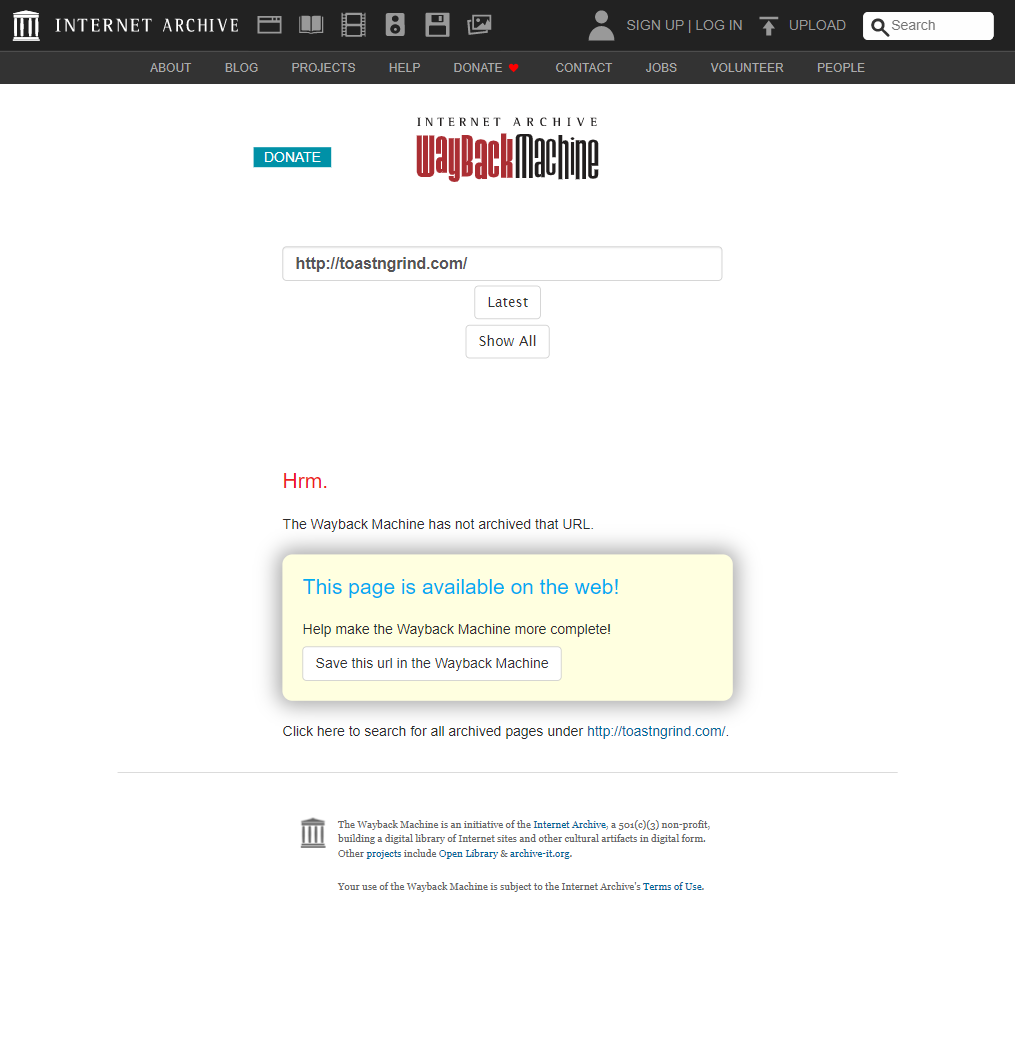 INTERNET ARCHIVE
SIGN UP | LOG IN UPLOAD Search
ABOUT BLOG PROJECTS HELP DONATE CONTACT JOBS VOLUNTEER PEOPLE
INTERNET ARCHIVE
WayBackMachine
DONATE
http://toastngrind.com/
Latest
Show All
Hrm.
The Wayback Machine has not archived that URL.
This page is available on the web!
Help make the Wayback Machine more complete!
Save this url in the Wayback Machine
Click here to search for all archived pages under http://toastngrind.com/.
The Wayback Machine is an initiative of the Internet Archive, a 501(c)(3) non-profit,
building a digital library of Internet sites and other cultural artifacts in digital form.
Other projects include Open Library & archive-it.org.
Your use of the Wayback Machine is subject to the Internet Archive's Terms of Use.